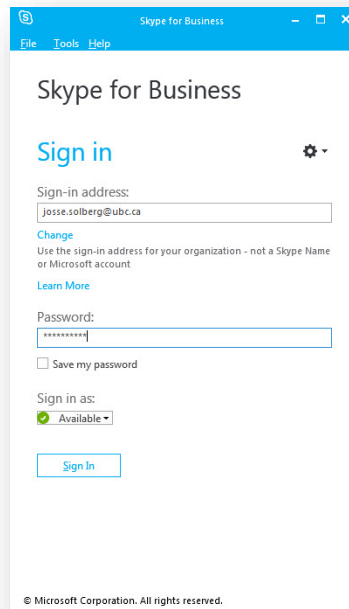 Skype for Business
File Tools Help
Skype for Business
Sign in
Sign-in address:
josse.solberg@ubc.ca
Change
Use the sign-in address for your organization - not a Skype Name
or Microsoft account
Learn More
Password:
**********
Save my password
Sign in as:
Available
Sign In
© Microsoft Corporation. All rights reserved.